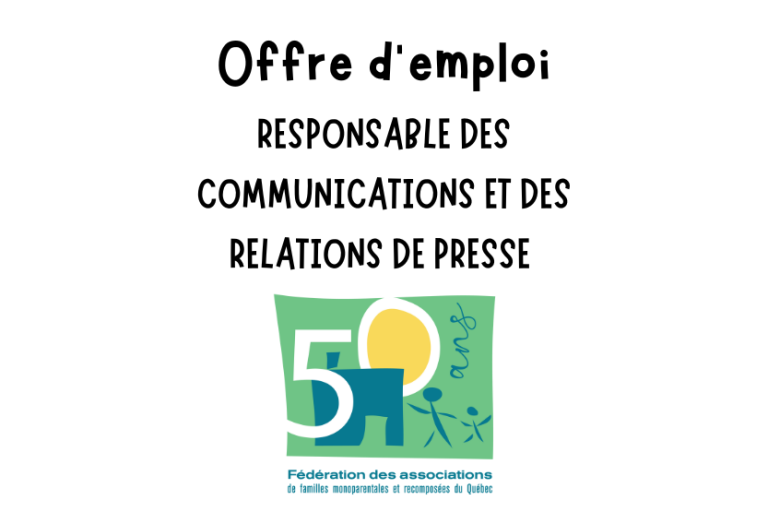 Offre d'emploi
RESPONSABLE DES
COMMUNICATIONS ET DES
RELATIONS DE PRESSE
50 ans
Fédération des associations
de familles monoparentales et recomposées du Québec